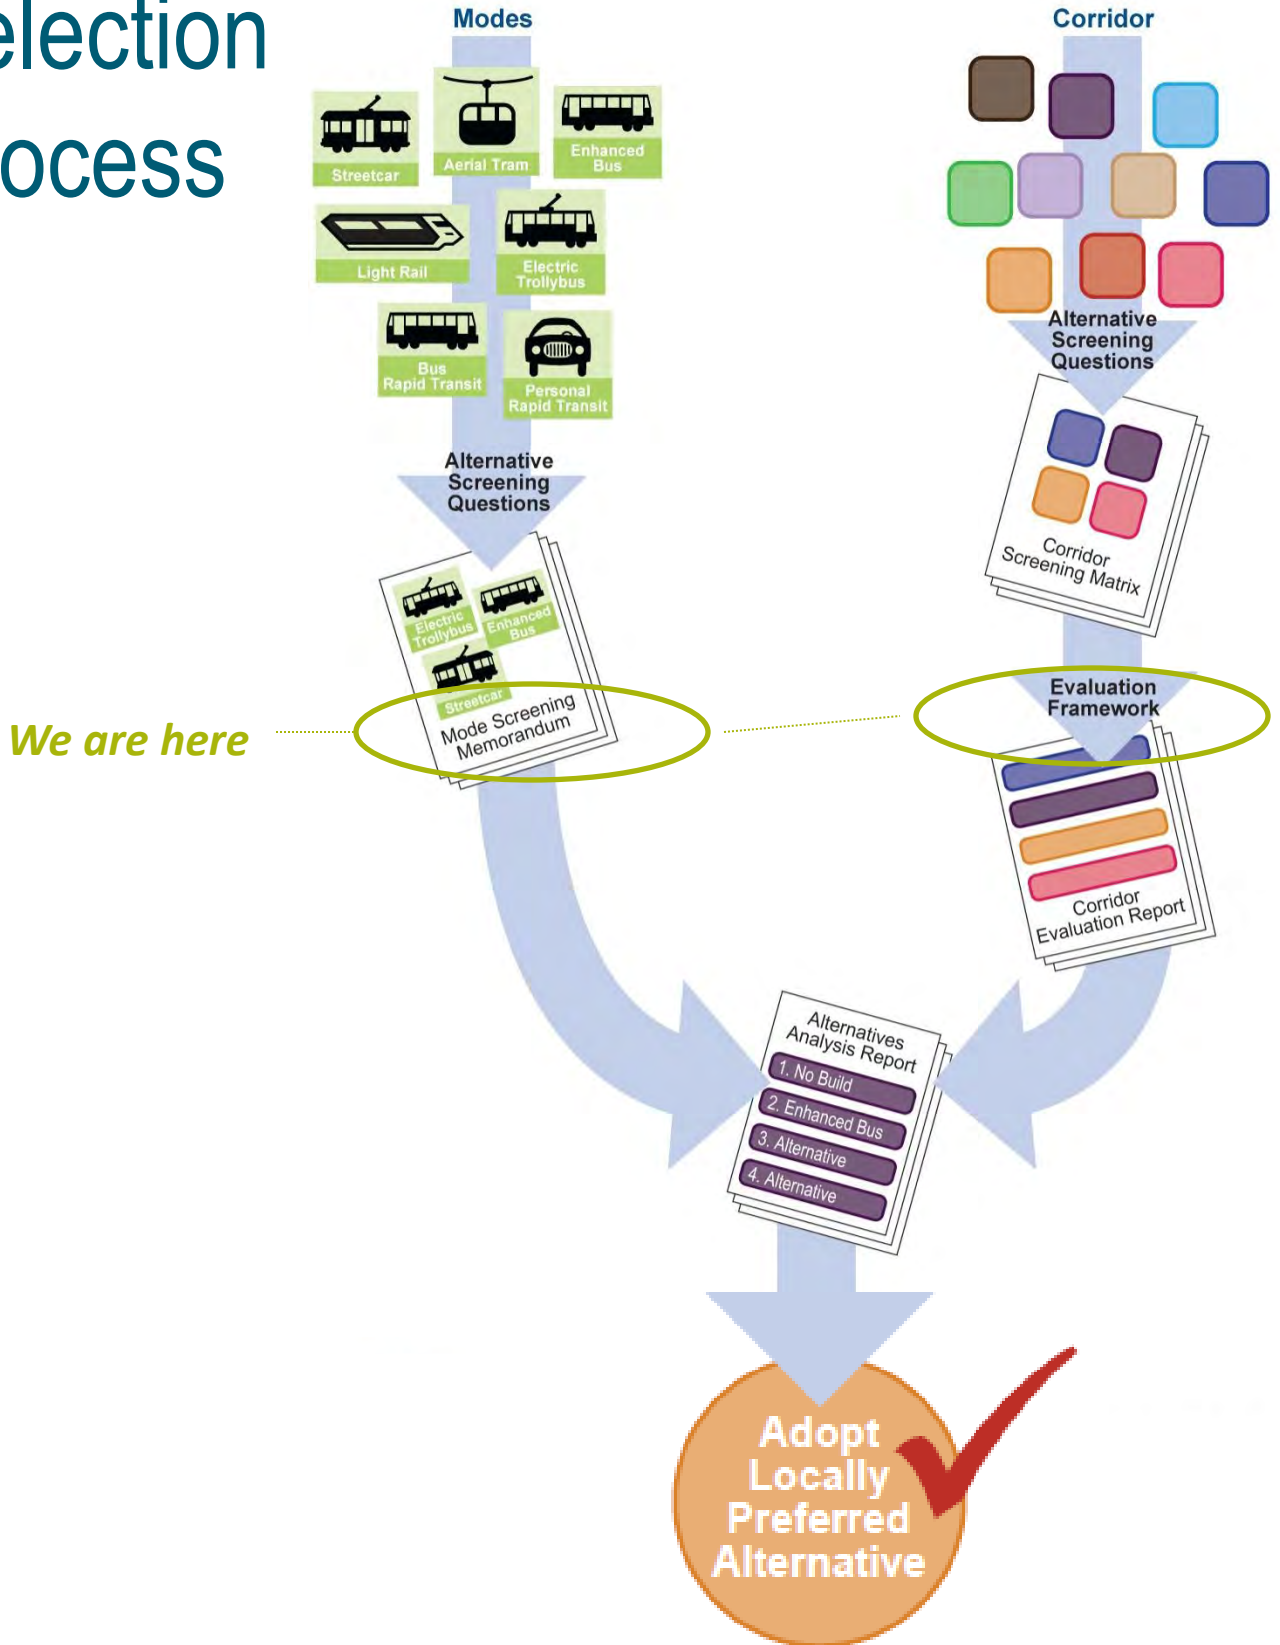 election
ocess
Modes
Streetcar
Aerial Tram
Enhanced
Bus
Light Rail
Electric
Trollybus
Bus
Rapid Transit
Personal
Rapid Transit
Alternative
Screening
Questions
Electric
Trollybus
Enhanced
Bus
Streetcar
Mode Screening
Memorandum
We are here
Corridor
Alternative
Screening
Questions
Corridor
Screening Matrix
Evaluation
Framework
Corridor
Evaluation Report
Alternatives
Analysis Report
1. No Build
2. Enhanced Bus
3. Alternative
4. Alternative
Adopt
Locally
Preferred
Alternative